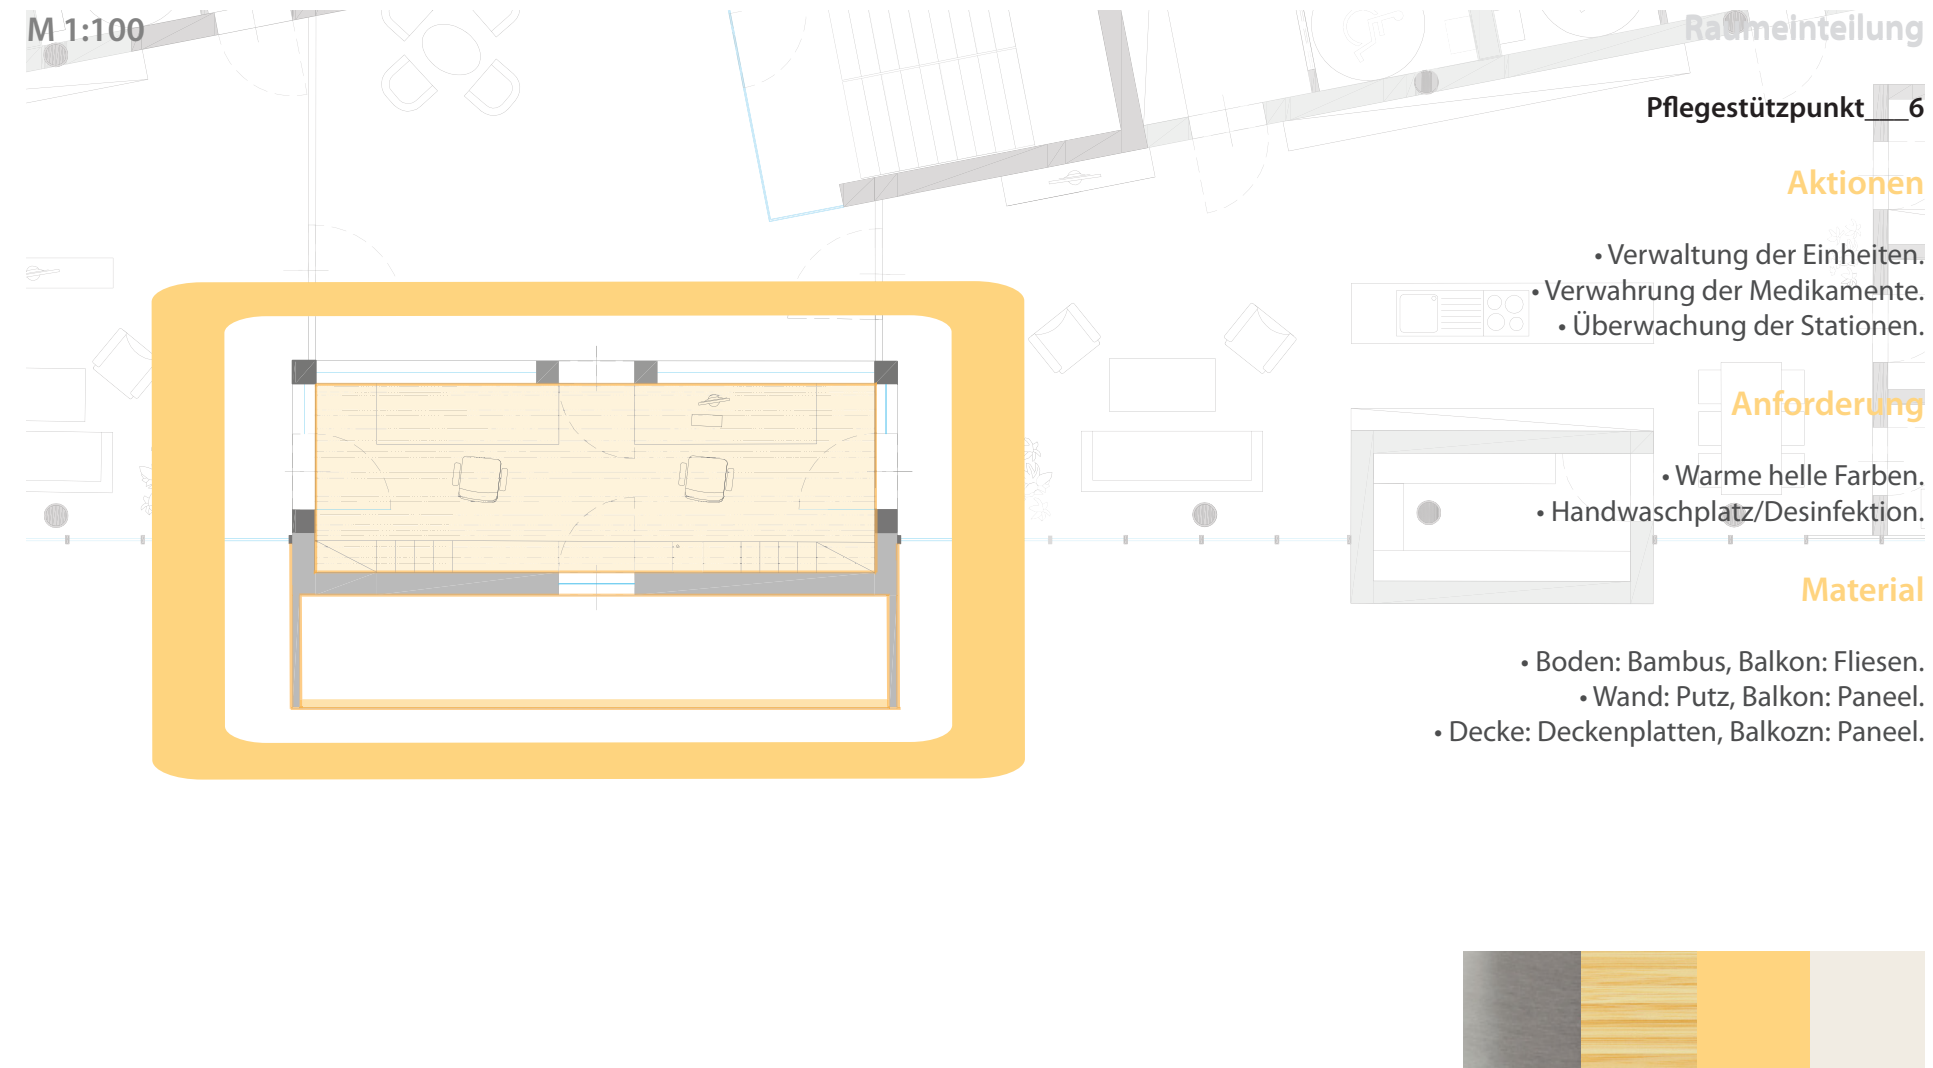 M 1:100
Raumeinteilung
Pflegestützpunkt___6
Aktionen
• Verwaltung der Einheiten.
• Verwahrung der Medikamente.
• Überwachung der Stationen.
Anforderung
• Warme helle Farben.
• Handwaschplatz/Desinfektion.
Material
• Boden: Bambus, Balkon: Fliesen.
• Wand: Putz, Balkon: Paneel.
• Decke: Deckenplatten, Balkozn: Paneel.